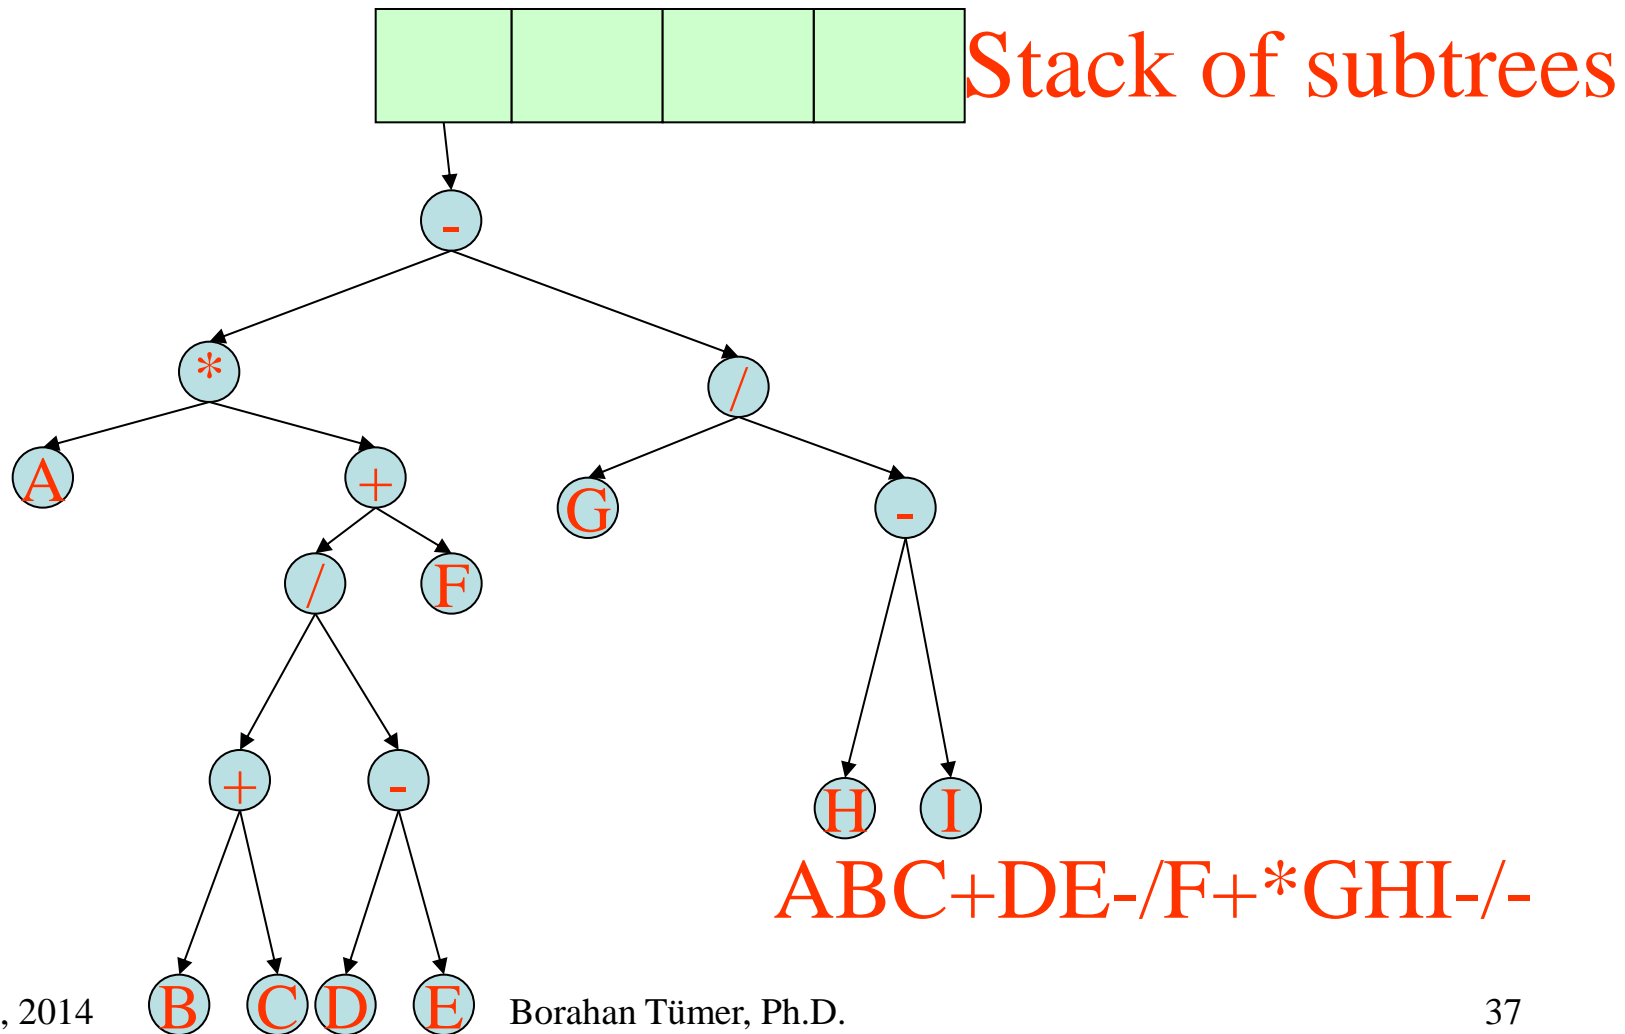 Stack of subtrees
-
*
/
A
+
G
-
/
F
+
-
H
I
ABC+DE-/F+*GHI-/-
B
C
D
E
, 2014
Borahan Tümer, Ph.D.
37